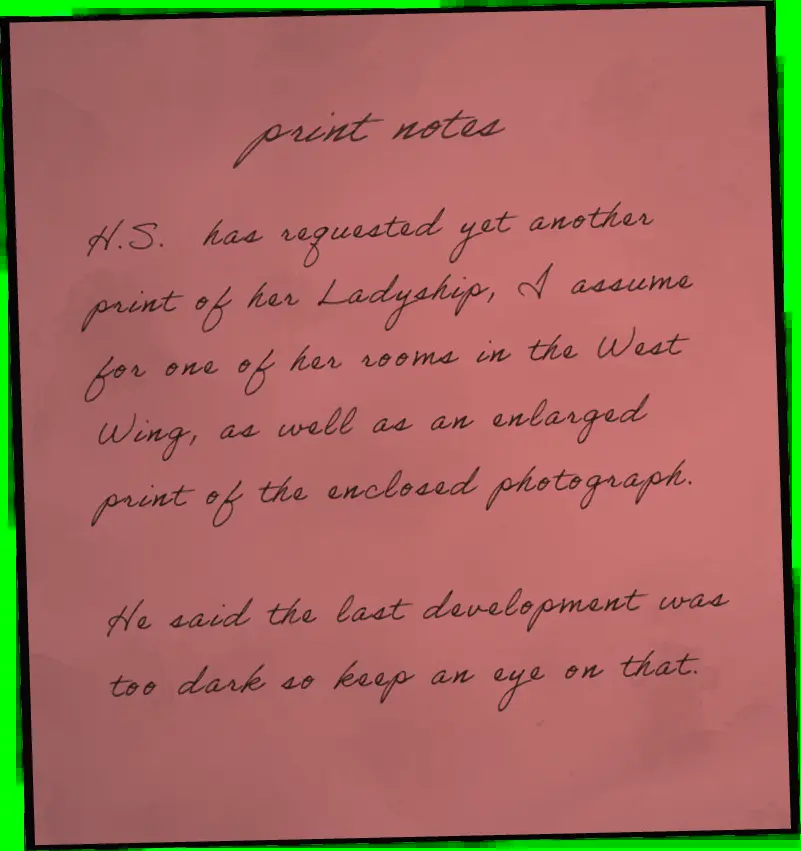 print notes
H.S. has requested yet another
print of her Ladyship, I assume
for one of her rooms in the West
Wing, as well as an enlarged
print of the enclosed photograph.
He said the last development was
too dark so keep an eye on that.